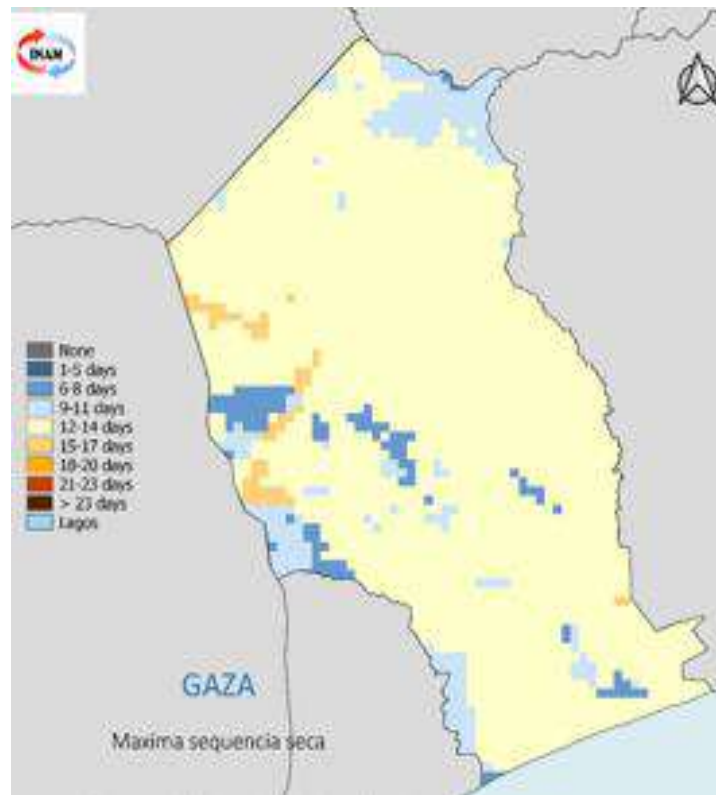 INAM
None
1-5 days
6-8 days
9-11 days
12-14 days
15-17 days
18-20 days
21-23 days
> 23 days
Lagos
GAZA
Maxima sequencia seca